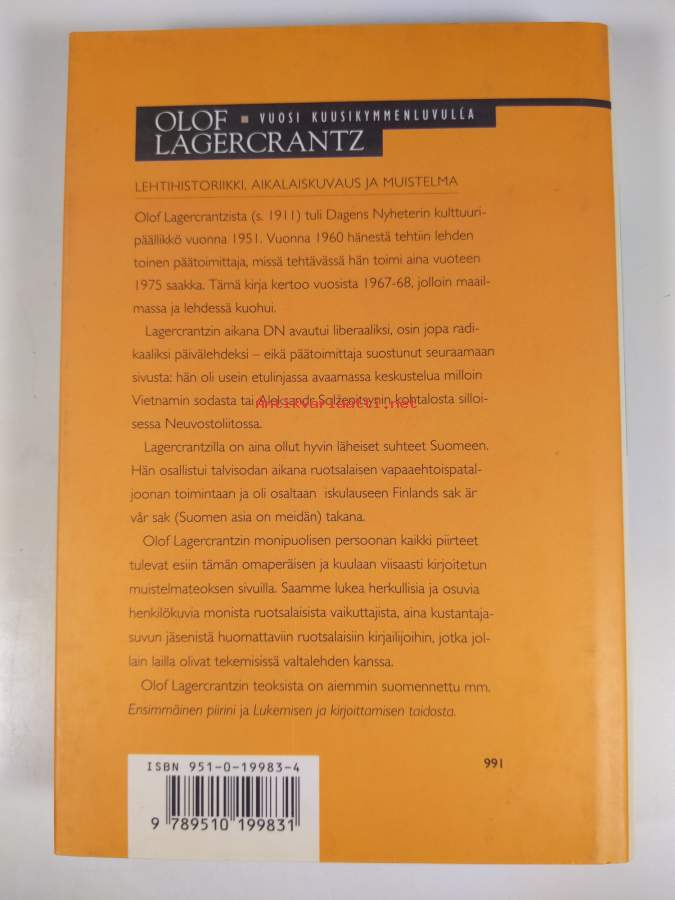 OLOF ▪ VUOSI KUUSIKYMMENLUVULLA
LAGERCRANTZ
LEHTIHISTORIIKKI, AIKALAISKUVAUS JA MUISTELMA
Olof Lagercrantzista (s. 1911) tuli Dagens Nyheterin kulttuuri-
päällikkö vuonna 1951. Vuonna 1960 hänestä tehtiin lehden
toinen päätoimittaja, missä tehtävässä hän toimi aina vuoteen
1975 saakka. Tämä kirja kertoo vuosista 1967-68, jolloin maail-
massa ja lehdessä kuohui.
Lagercrantzin aikana DN avautui liberaaliksi, osin jopa radi-
kaaliksi päivälehdeksi – eikä päätoimittaja suostunut seuraamaan
sivusta: hän oli usein etulinjassa avaamassa keskustelua milloin
Vietnamin sodasta tai Aleksandr Solženitsynin kohtalosta silloi-
Antikvariaatti.net
sessa Neuvostoliitossa.
Lagercrantzilla on aina ollut hyvin läheiset suhteet Suomeen.
Hän osallistui talvisodan aikana ruotsalaisen vapaaehtoispatal-
joonan toimintaan ja oli osaltaan iskulauseen Finlands sak är
vår sak (Suomen asia on meidän) takana.
Olof Lagercrantzin monipuolisen persoonan kaikki piirteet
tulevat esiin tämän omaperäisen ja kuulaan viisaasti kirjoitetun
muistelmateoksen sivuilla. Saamme lukea herkullisia ja osuvia
henkilökuvia monista ruotsalaisista vaikuttajista, aina kustantaja-
suvun jäsenistä huomattaviin ruotsalaisiin kirjailijoihin, jotka jol-
lain lailla olivat tekemisissä valtalehden kanssa.
Olof Lagercrantzin teoksista on aiemmin suomennettu mm.
Ensimmäinen piirini ja Lukemisen ja kirjoittamisen taidosta.
ISBN 951-0-19983-4
991
9 789510 199831